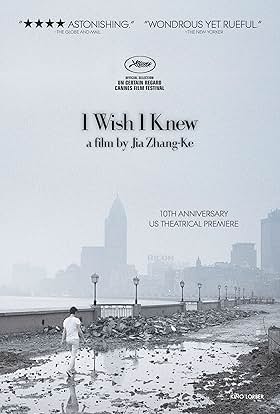 "★★★★ ASTONISHING."
—THE GLOBE AND MAIL
"WONDROUS YET RUEFUL."
—THE NEW YORKER
OFFICIAL SELECTION
UN CERTAIN REGARD
CANNES FILM FESTIVAL
I Wish I Knew
a film by Jia Zhang-Ke
10TH ANNIVERSARY
US THEATRICAL PREMIERE
RICOH
KINO LORBER